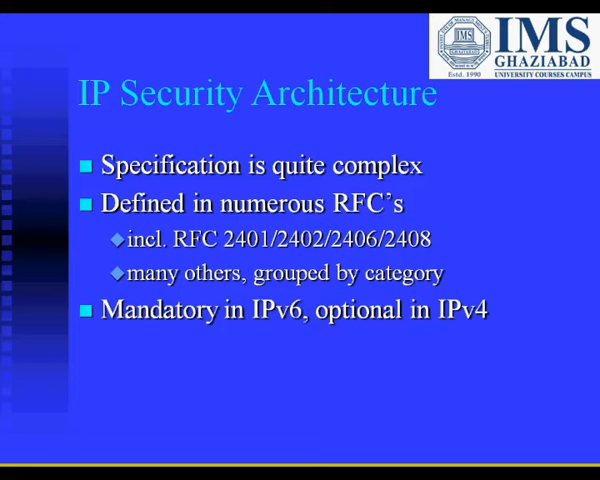 IMS
GHAZIABAD
UNIVERSITY COURSES CAMPUS
Estd. 1990
IP Security Architecture
Specification is quite complex
Defined in numerous RFC's
incl. RFC 2401/2402/2406/2408
many others, grouped by category
Mandatory in IPv6, optional in IPv4